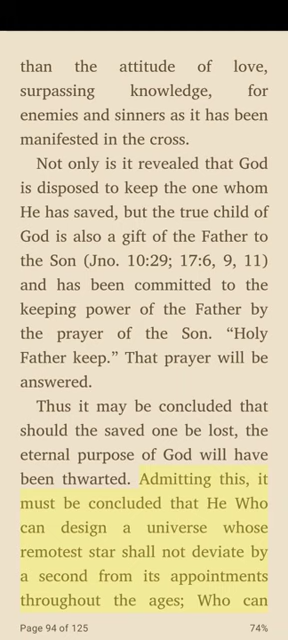 than the attitude of love,
surpassing knowledge, for
enemies and sinners as it has been
manifested in the cross.
Not only is it revealed that God
is disposed to keep the one whom
He has saved, but the true child of
God is also a gift of the Father to
the Son (Jno. 10:29; 17:6, 9, 11)
and has been committed to the
keeping power of the Father by
the prayer of the Son. “Holy
Father keep.” That prayer will be
answered.
Thus it may be concluded that
should the saved one be lost, the
eternal purpose of God will have
been thwarted. Admitting this, it
must be concluded that He Who
can design a universe whose
remotest star shall not deviate by
a second from its appointments
throughout the ages; Who can
Page 94 of 125 74%